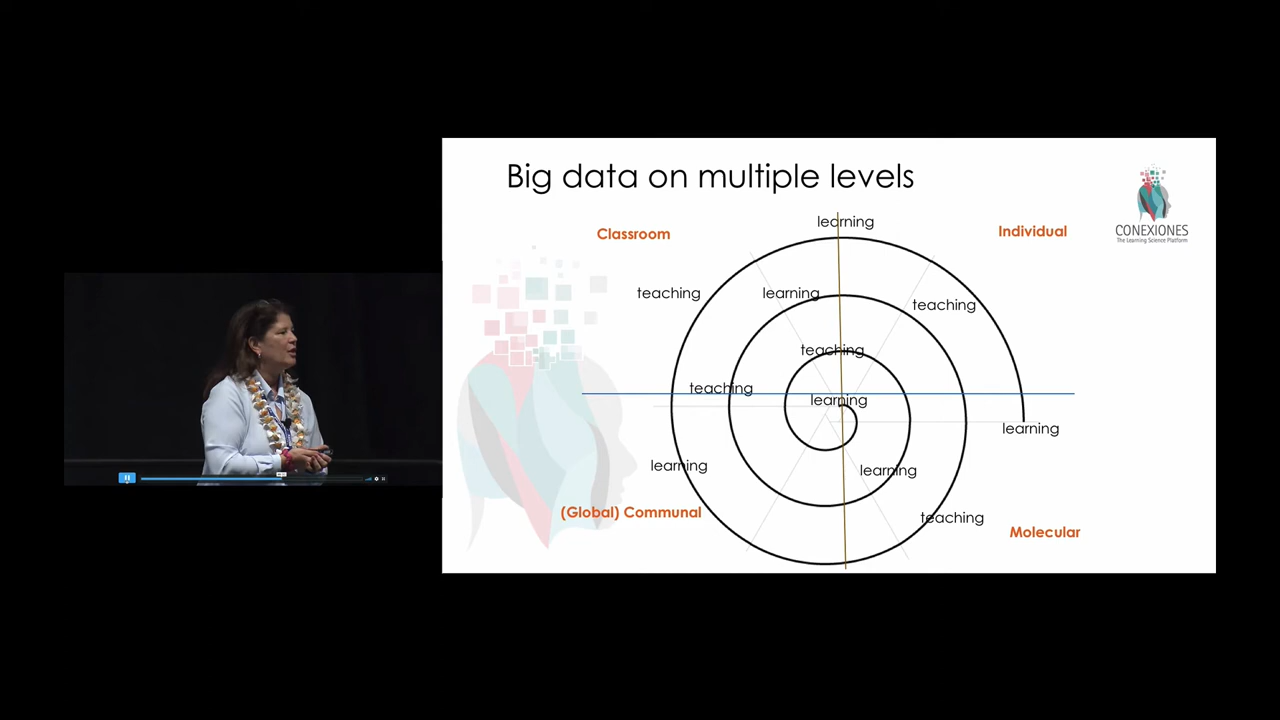 Big data on multiple levels
CONEXIONES
The Learning Science Platform
learning
Classroom
Individual
teaching
learning
teaching
teaching
teaching
learning
learning
learning
learning
(Global) Communal
teaching
Molecular